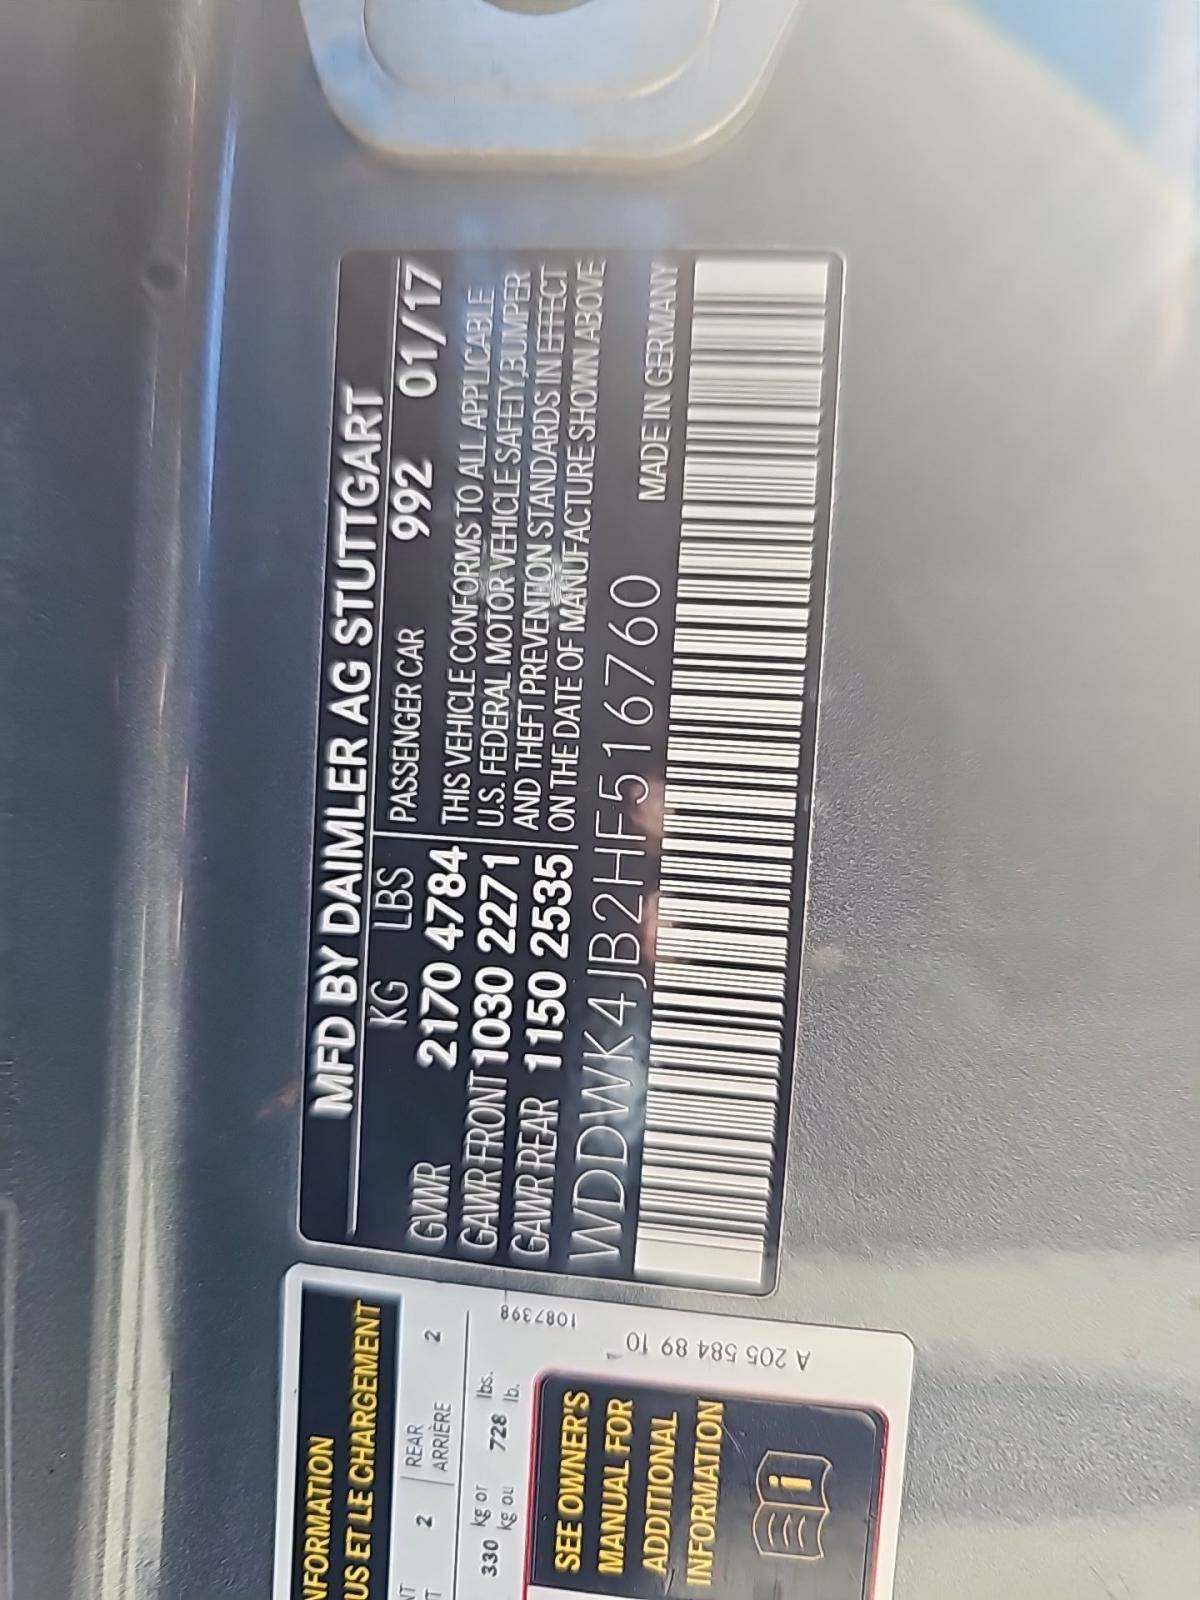 MFD BY DAIMLER AG STUTTGART
KG LBS PASSENGER CAR 992 01/17
GVWR 2170 4784 THIS VEHICLE CONFORMS TO ALL APPLICABLE
GAWR FRONT 1030 2271 U.S. FEDERAL MOTOR VEHICLE SAFETY, BUMPER
GAWR REAR 1150 2535 AND THEFT PREVENTION STANDARDS IN EFFECT
ON THE DATE OF MANUFACTURE SHOWN ABOVE
WDDWK4JB2HF516760 MADE IN GERMANY
NFORMATION
US ET LE CHARGEMENT
NT 2 REAR 2
T ARRIÈRE
330 kg or 728 lbs.
kg ou lb.
1087398
A 205 584 89 10
SEE OWNER'S
MANUAL FOR
ADDITIONAL
INFORMATION
i